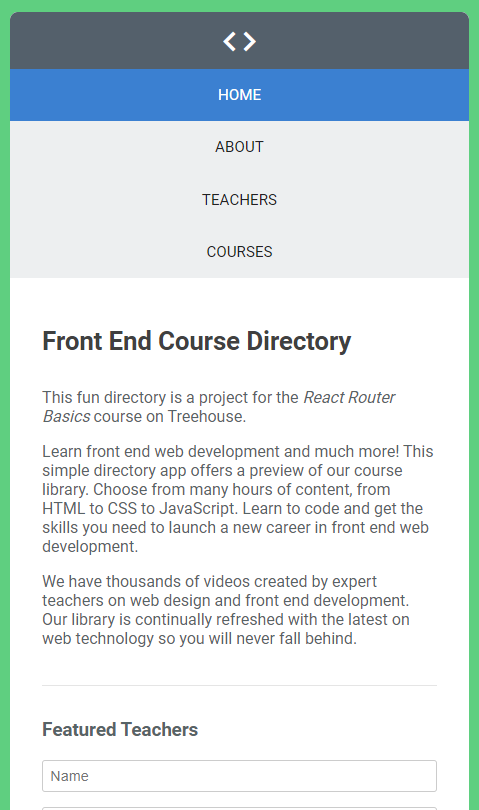 HOME
ABOUT
TEACHERS
COURSES
Front End Course Directory
This fun directory is a project for the React Router
Basics course on Treehouse.
Learn front end web development and much more! This
simple directory app offers a preview of our course
library. Choose from many hours of content, from
HTML to CSS to JavaScript. Learn to code and get the
skills you need to launch a new career in front end web
development.
We have thousands of videos created by expert
teachers on web design and front end development.
Our library is continually refreshed with the latest on
web technology so you will never fall behind.
Featured Teachers
Name